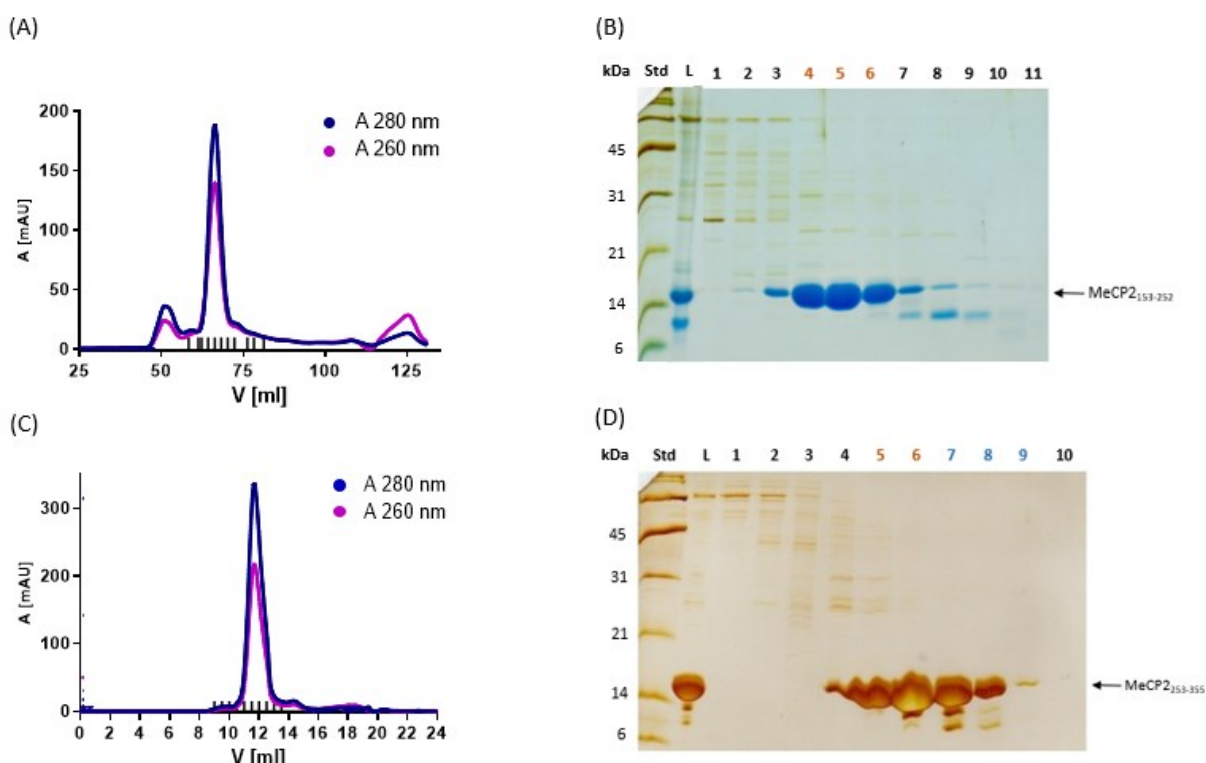 (A)
A 280 nm
A 260 nm
A [mAU]
200
150
100
50
0
25 50 75 100 125
V [ml]
(B)
kDa Std L 1 2 3 4 5 6 7 8 9 10 11
45
31
21
14
6
MeCP2153-252
(C)
A 280 nm
A 260 nm
A [mAU]
300
200
100
0
0 2 4 6 8 10 12 14 16 18 20 22 24
V [ml]
(D)
kDa Std L 1 2 3 4 5 6 7 8 9 10
45
31
21
14
6
MeCP2253-355